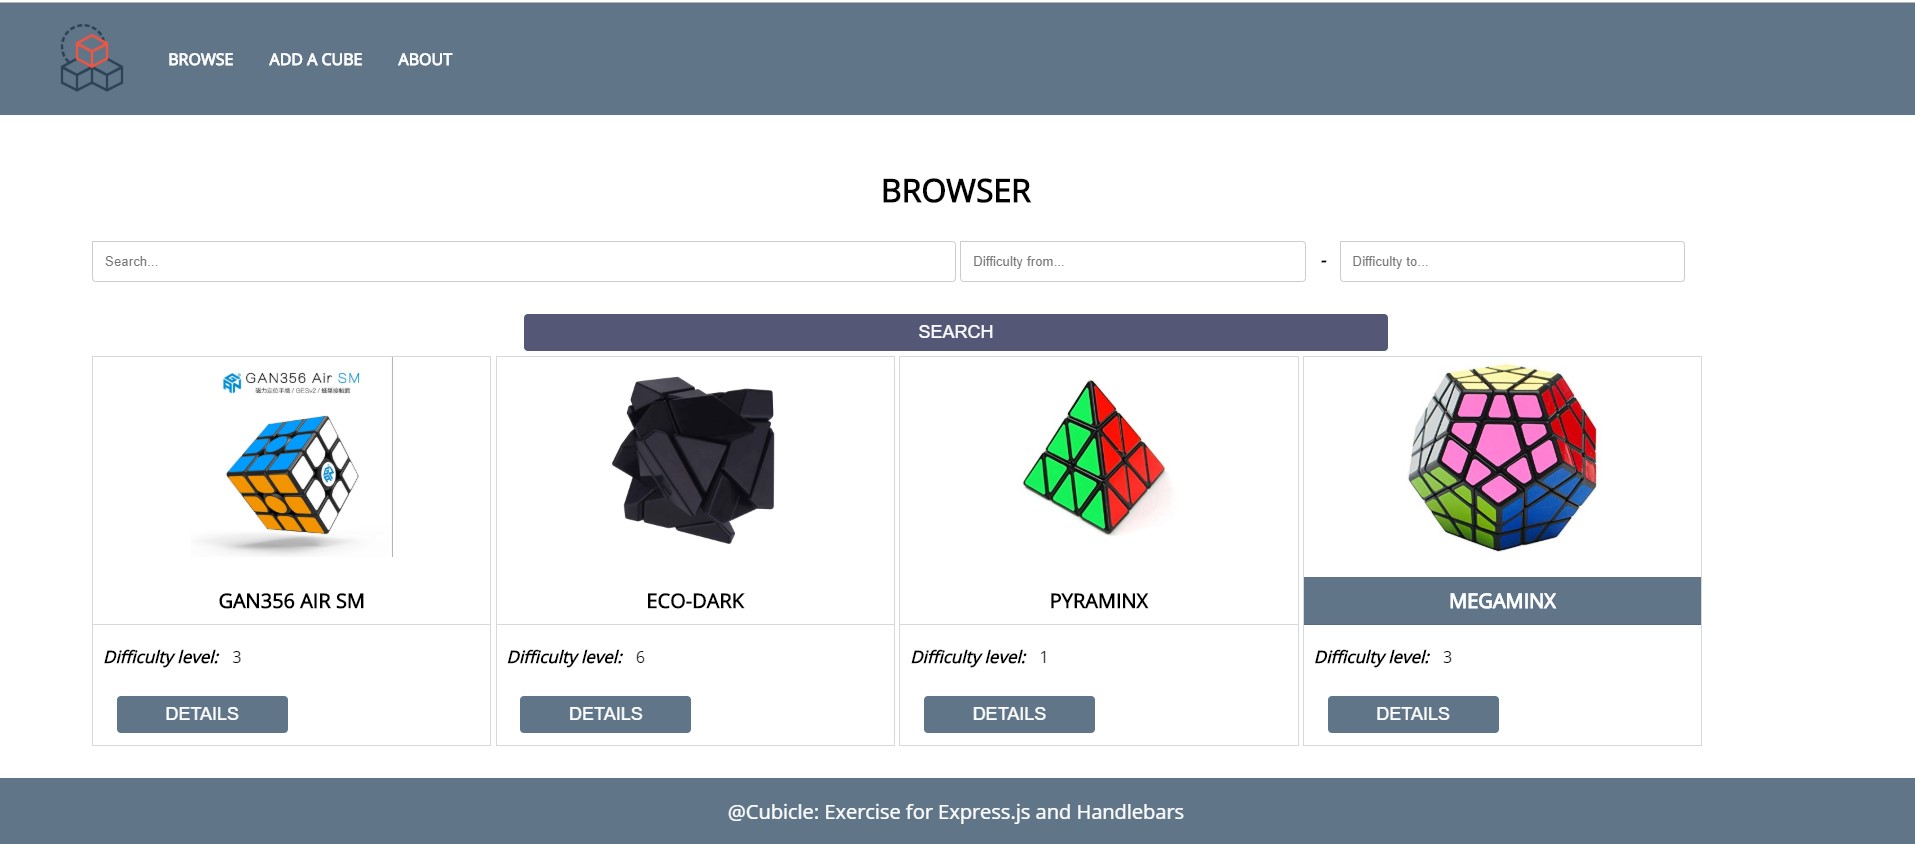 BROWSE ADD A CUBE ABOUT
BROWSER
Search... Difficulty from... - Difficulty to...
SEARCH
GAN356 Air SM
GAN356 AIR SM ECO-DARK PYRAMINX MEGAMINX
Difficulty level: 3 Difficulty level: 6 Difficulty level: 1 Difficulty level: 3
DETAILS DETAILS DETAILS DETAILS
@Cubicle: Exercise for Express.js and Handlebars